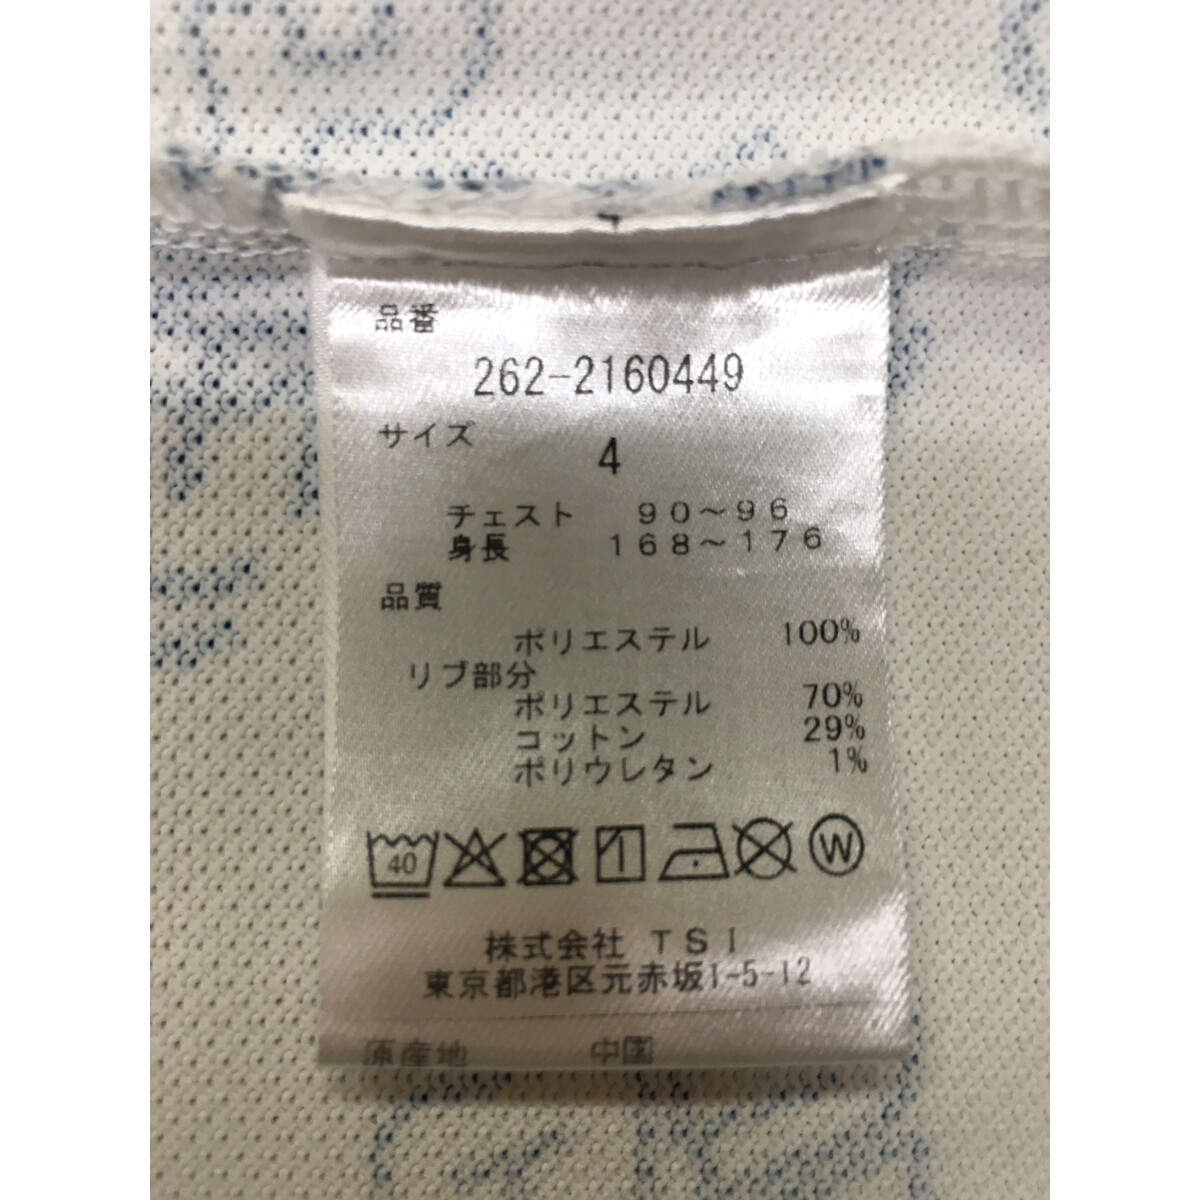 品番
262-2160449
サイズ 4
チェスト 90～96
身長 168～176
品質
ポリエステル 100%
リブ部分
ポリエステル 70%
コットン 29%
ポリウレタン 1%
40 W
株式会社 TSI
東京都港区元赤坂1-5-12
原産地 中国